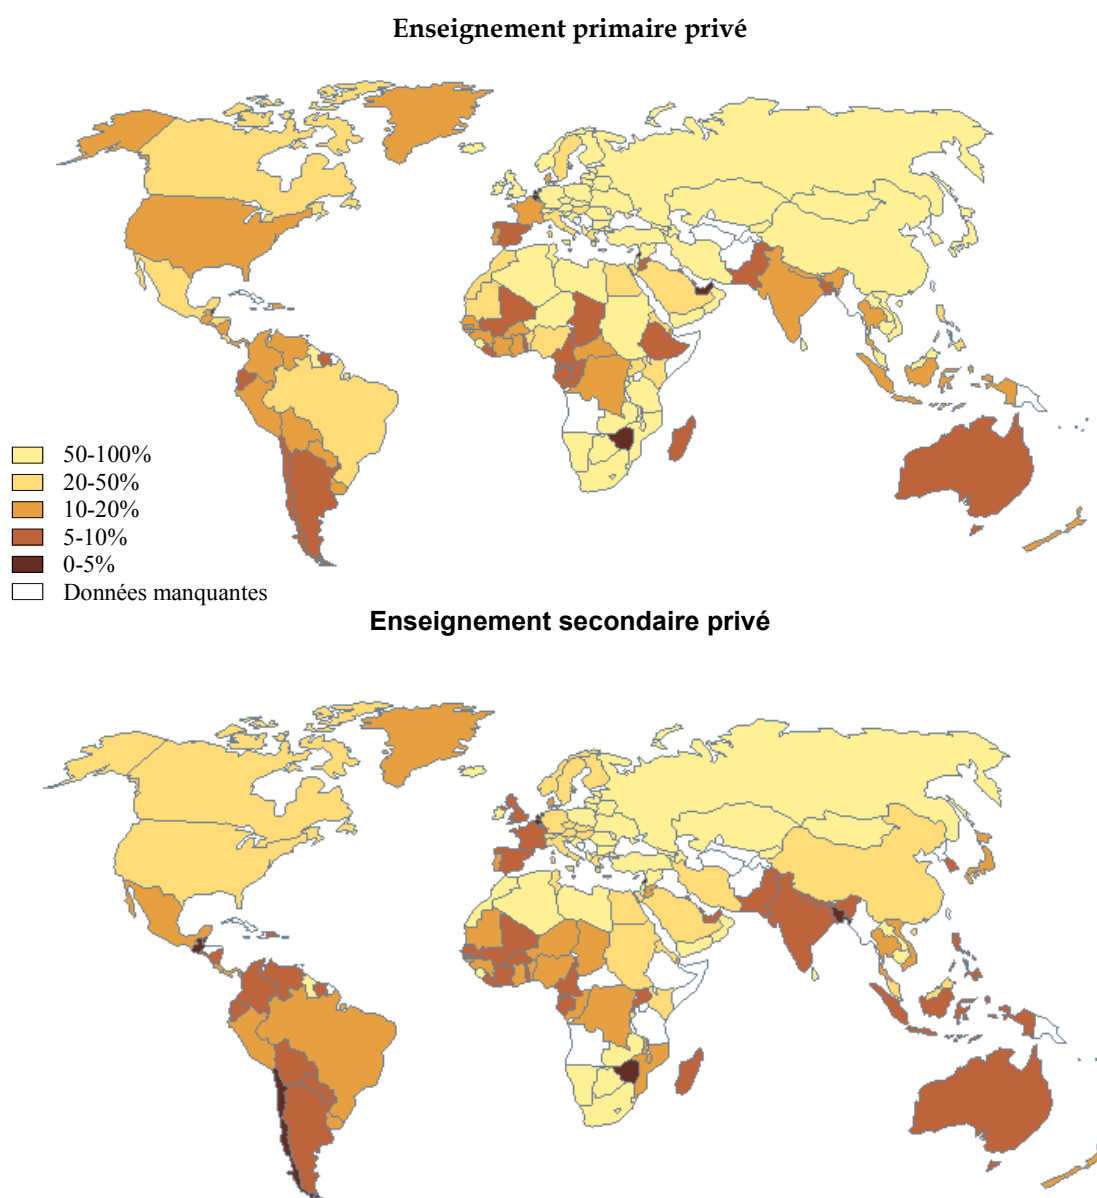 Enseignement primaire privé
50-100%
20-50%
10-20%
5-10%
0-5%
Données manquantes
Enseignement secondaire privé